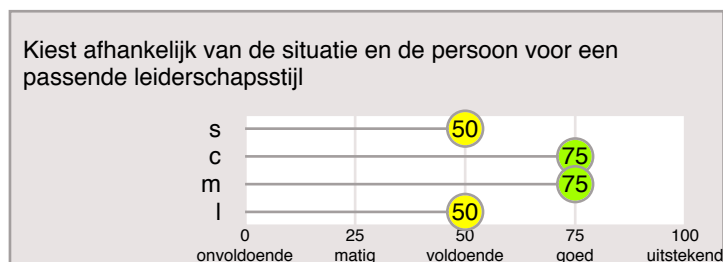 Kiest afhankelijk van de situatie en de persoon voor een
passende leiderschapsstijl
s 50
c 75
m 75
l 50
0 25 50 75 100
onvoldoende matig voldoende goed uitstekend